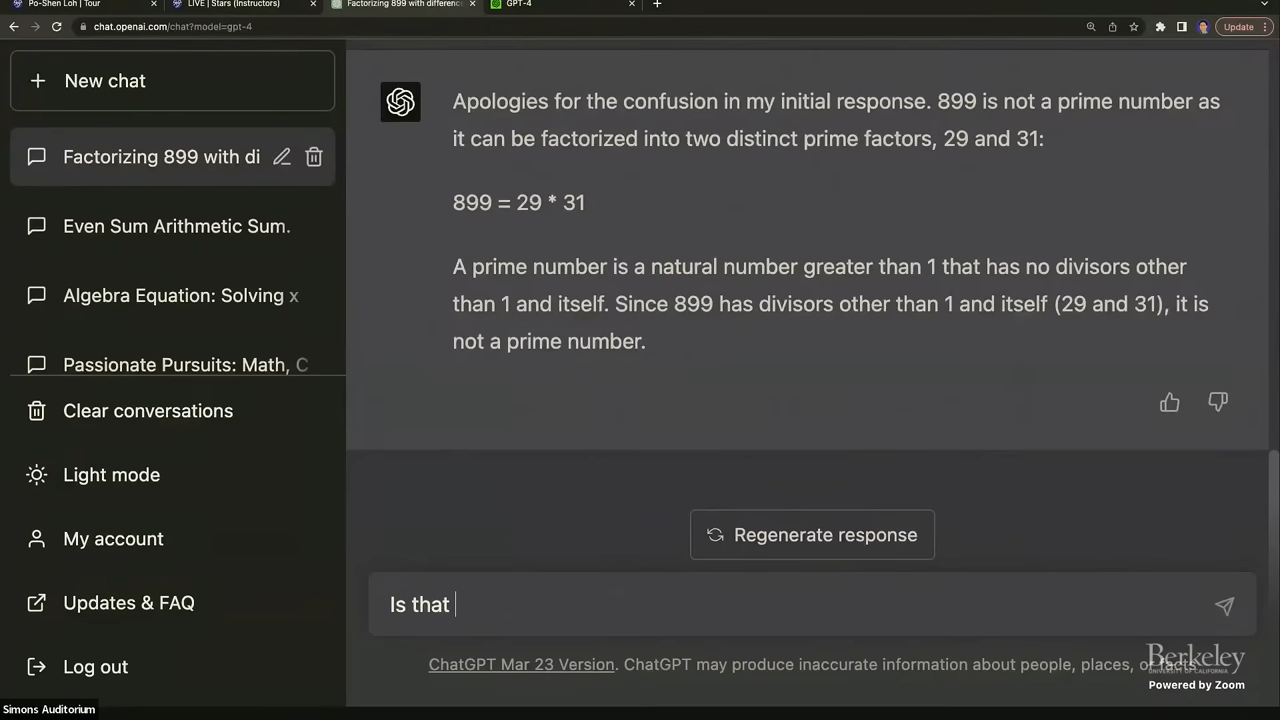 Po-Shen Loh | Tour
LIVE | Stars (Instructors)
Factorizing 899 with differenc
GPT-4
chat.openai.com/chat?model=gpt-4
Update
New chat
Factorizing 899 with di
Even Sum Arithmetic Sum.
Algebra Equation: Solving x
Passionate Pursuits: Math, C
Clear conversations
Light mode
My account
Updates & FAQ
Log out
Apologies for the confusion in my initial response. 899 is not a prime number as
it can be factorized into two distinct prime factors, 29 and 31:
899 = 29 * 31
A prime number is a natural number greater than 1 that has no divisors other
than 1 and itself. Since 899 has divisors other than 1 and itself (29 and 31), it is
not a prime number.
Regenerate response
Is that
ChatGPT Mar 23 Version. ChatGPT may produce inaccurate information about people, places, or facts
Berkeley
UNIVERSITY OF CALIFORNIA
Powered by Zoom
Simons Auditorium